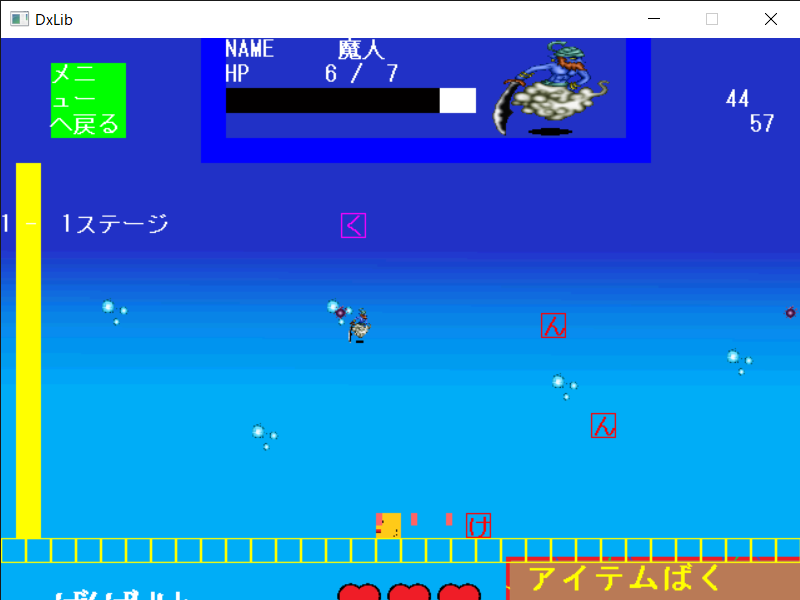 DxLib
NAME 魔人
HP 6 / 7
メニ
ュー
へ戻る
44
57
1 - 1ステージ
く
ん
ん
け
アイテムばく